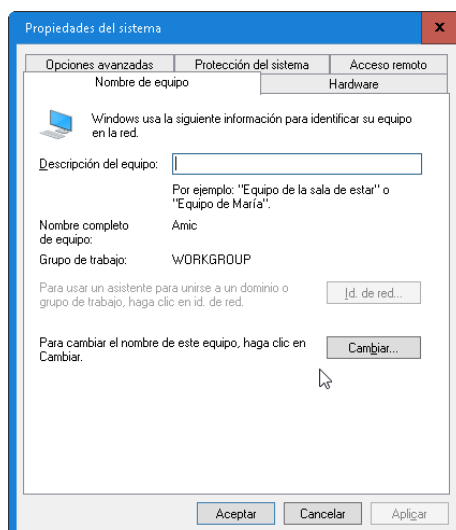 Propiedades del sistema
x
Opciones avanzadas Protección del sistema Acceso remoto
Nombre de equipo Hardware
Windows usa la siguiente información para identificar su equipo
en la red.
Descripción del equipo:
Por ejemplo: "Equipo de la sala de estar" o
"Equipo de María".
Nombre completo
de equipo:
Amic
Grupo de trabajo: WORKGROUP
Para usar un asistente para unirse a un dominio o
grupo de trabajo, haga clic en id. de red.
Id. de red...
Para cambiar el nombre de este equipo, haga clic en
Cambiar.
Cambiar...
Aceptar Cancelar Aplicar